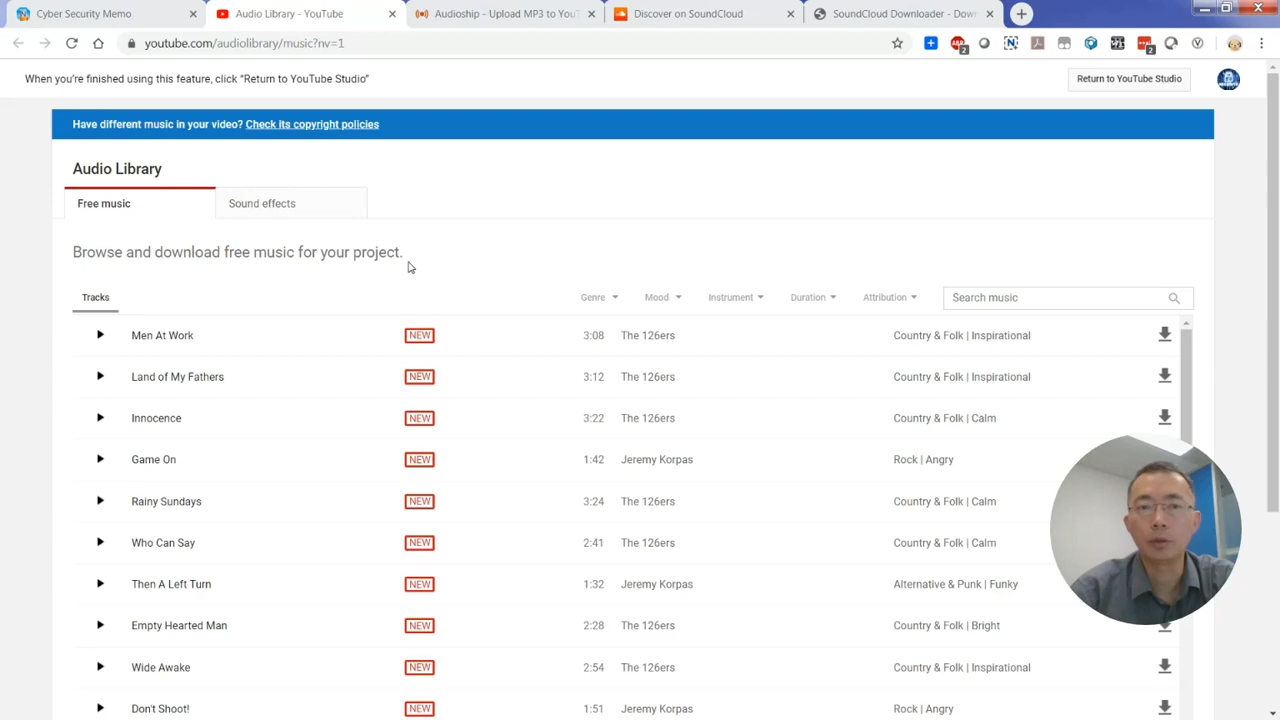 Cyber Security Memo
Audio Library - YouTube
Audioship - Upload MP3 to YouT
Discover on SoundCloud
SoundCloud Downloader - Down
youtube.com/audiolibrary/music?nv=1
When you're finished using this feature, click "Return to YouTube Studio"
Return to YouTube Studio
Have different music in your video? Check its copyright policies
Audio Library
Free music
Sound effects
Browse and download free music for your project.
Tracks Genre Mood Instrument Duration Attribution Search music
Men At Work NEW 3:08 The 126ers Country & Folk | Inspirational
Land of My Fathers NEW 3:12 The 126ers Country & Folk | Inspirational
Innocence NEW 3:22 The 126ers Country & Folk | Calm
Game On NEW 1:42 Jeremy Korpas Rock | Angry
Rainy Sundays NEW 3:24 The 126ers Country & Folk | Calm
Who Can Say NEW 2:41 The 126ers Country & Folk | Calm
Then A Left Turn NEW 1:32 Jeremy Korpas Alternative & Punk | Funky
Empty Hearted Man NEW 2:28 The 126ers Country & Folk | Bright
Wide Awake NEW 2:54 The 126ers Country & Folk | Inspirational
Don't Shoot! NEW 1:51 Jeremy Korpas Rock | Angry